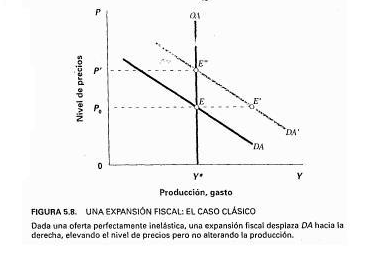 P
OA
Nivel de precios
P'
E''
P₀
E
E'
DA'
DA
0
Y*
Y
Producción, gasto
FIGURA 5.8. UNA EXPANSIÓN FISCAL: EL CASO CLÁSICO
Dada una oferta perfectamente inelástica, una expansión fiscal desplaza DA hacia la
derecha, elevando el nivel de precios pero no alterando la producción.